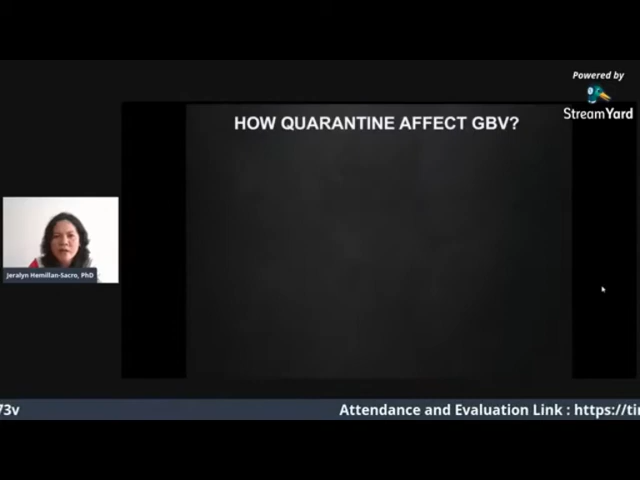 Powered by
StreamYard
HOW QUARANTINE AFFECT GBV?
Jeralyn Hemillan-Sacro, PhD
73v
Attendance and Evaluation Link : https://ti